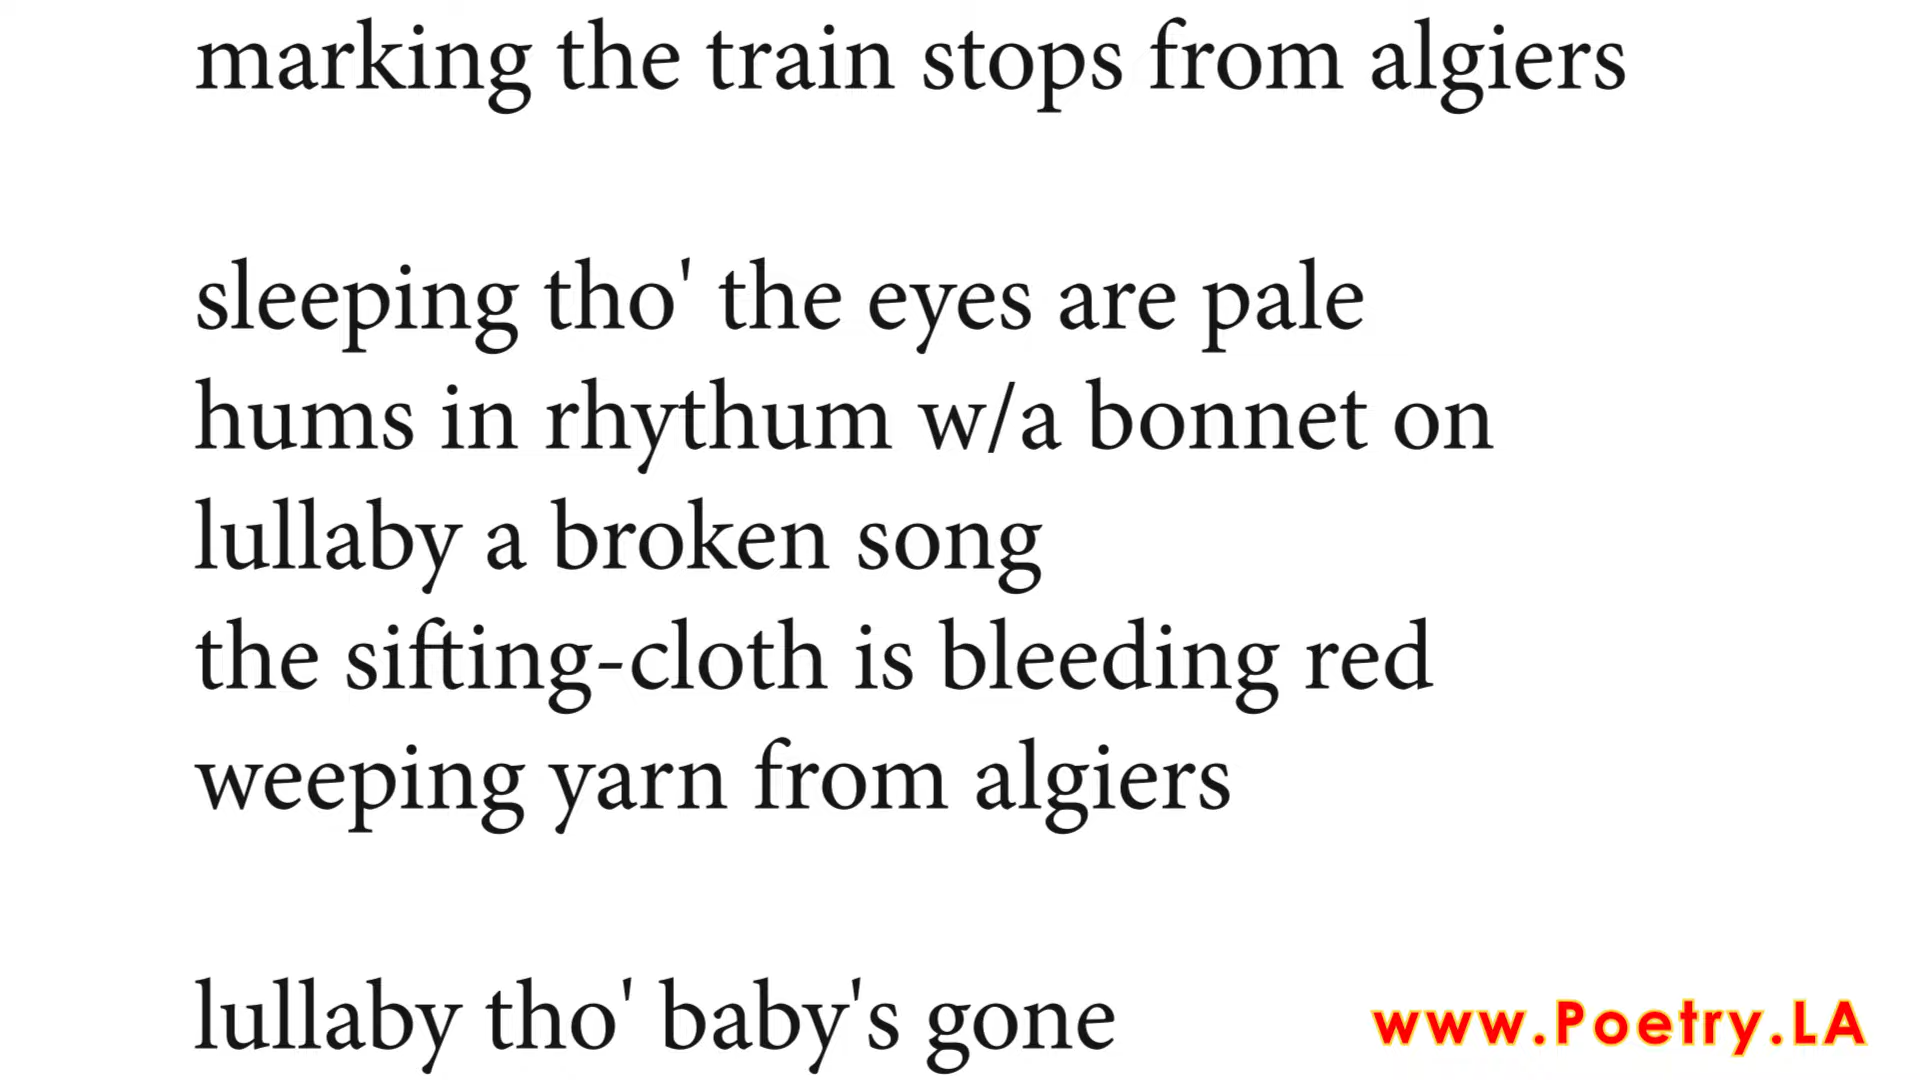 marking the train stops from algiers
sleeping tho' the eyes are pale
hums in rhythum w/a bonnet on
lullaby a broken song
the sifting-cloth is bleeding red
weeping yarn from algiers
lullaby tho' baby's gone
www.Poetry.LA